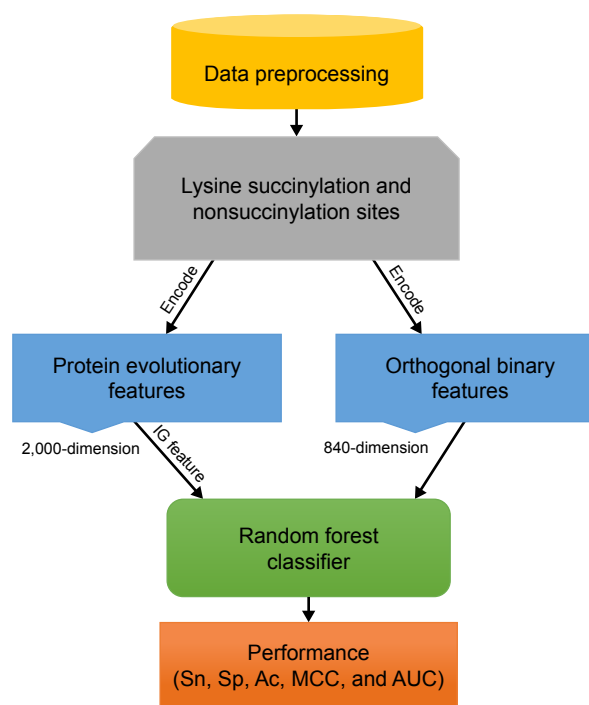 Data preprocessing
Lysine succinylation and
nonsuccinylation sites
Encode
Encode
Protein evolutionary
features
Orthogonal binary
features
2,000-dimension
IG feature
840-dimension
Random forest
classifier
Performance
(Sn, Sp, Ac, MCC, and AUC)